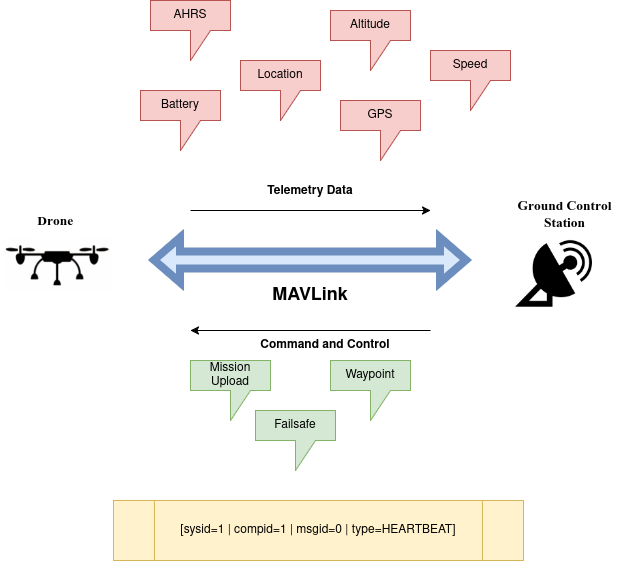 AHRS
Altitude
Speed
Location
Battery
GPS
Telemetry Data
Drone
Ground Control
Station
MAVLink
Command and Control
Mission
Upload
Waypoint
Failsafe
[sysid=1 | compid=1 | msgid=0 | type=HEARTBEAT]